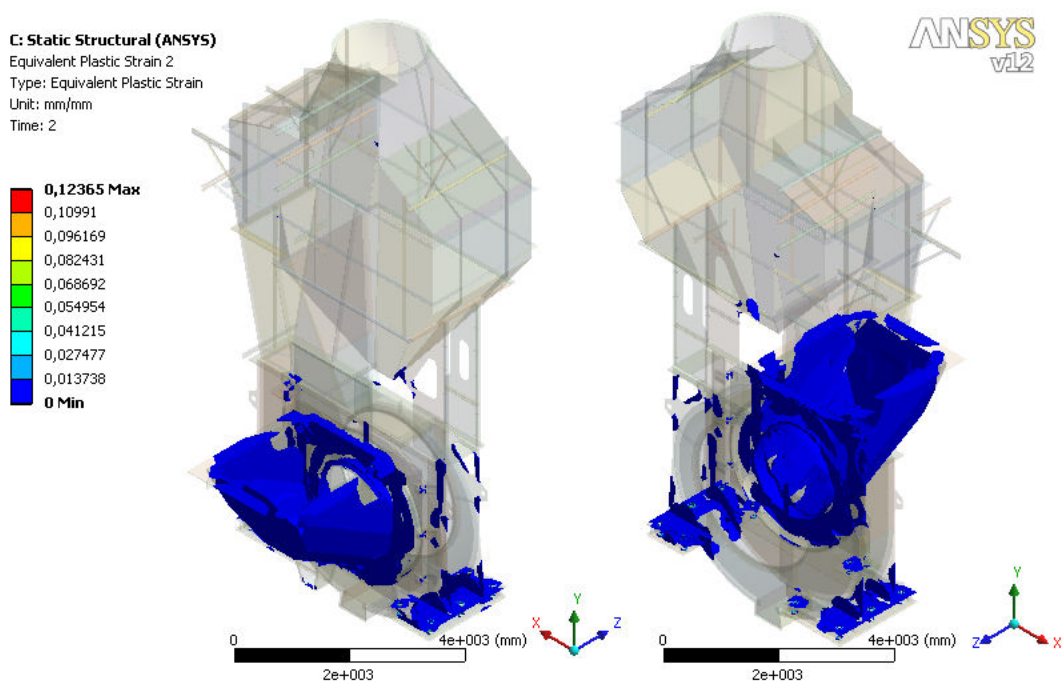 C: Static Structural (ANSYS)
Equivalent Plastic Strain 2
Type: Equivalent Plastic Strain
Unit: mm/mm
Time: 2
ANSYS
v12
0,12365 Max
0,10991
0,096169
0,082431
0,068692
0,054954
0,041215
0,027477
0,013738
0 Min
0 4e+003 (mm)
2e+003
X Y Z
0 4e+003 (mm)
2e+003
Z Y X